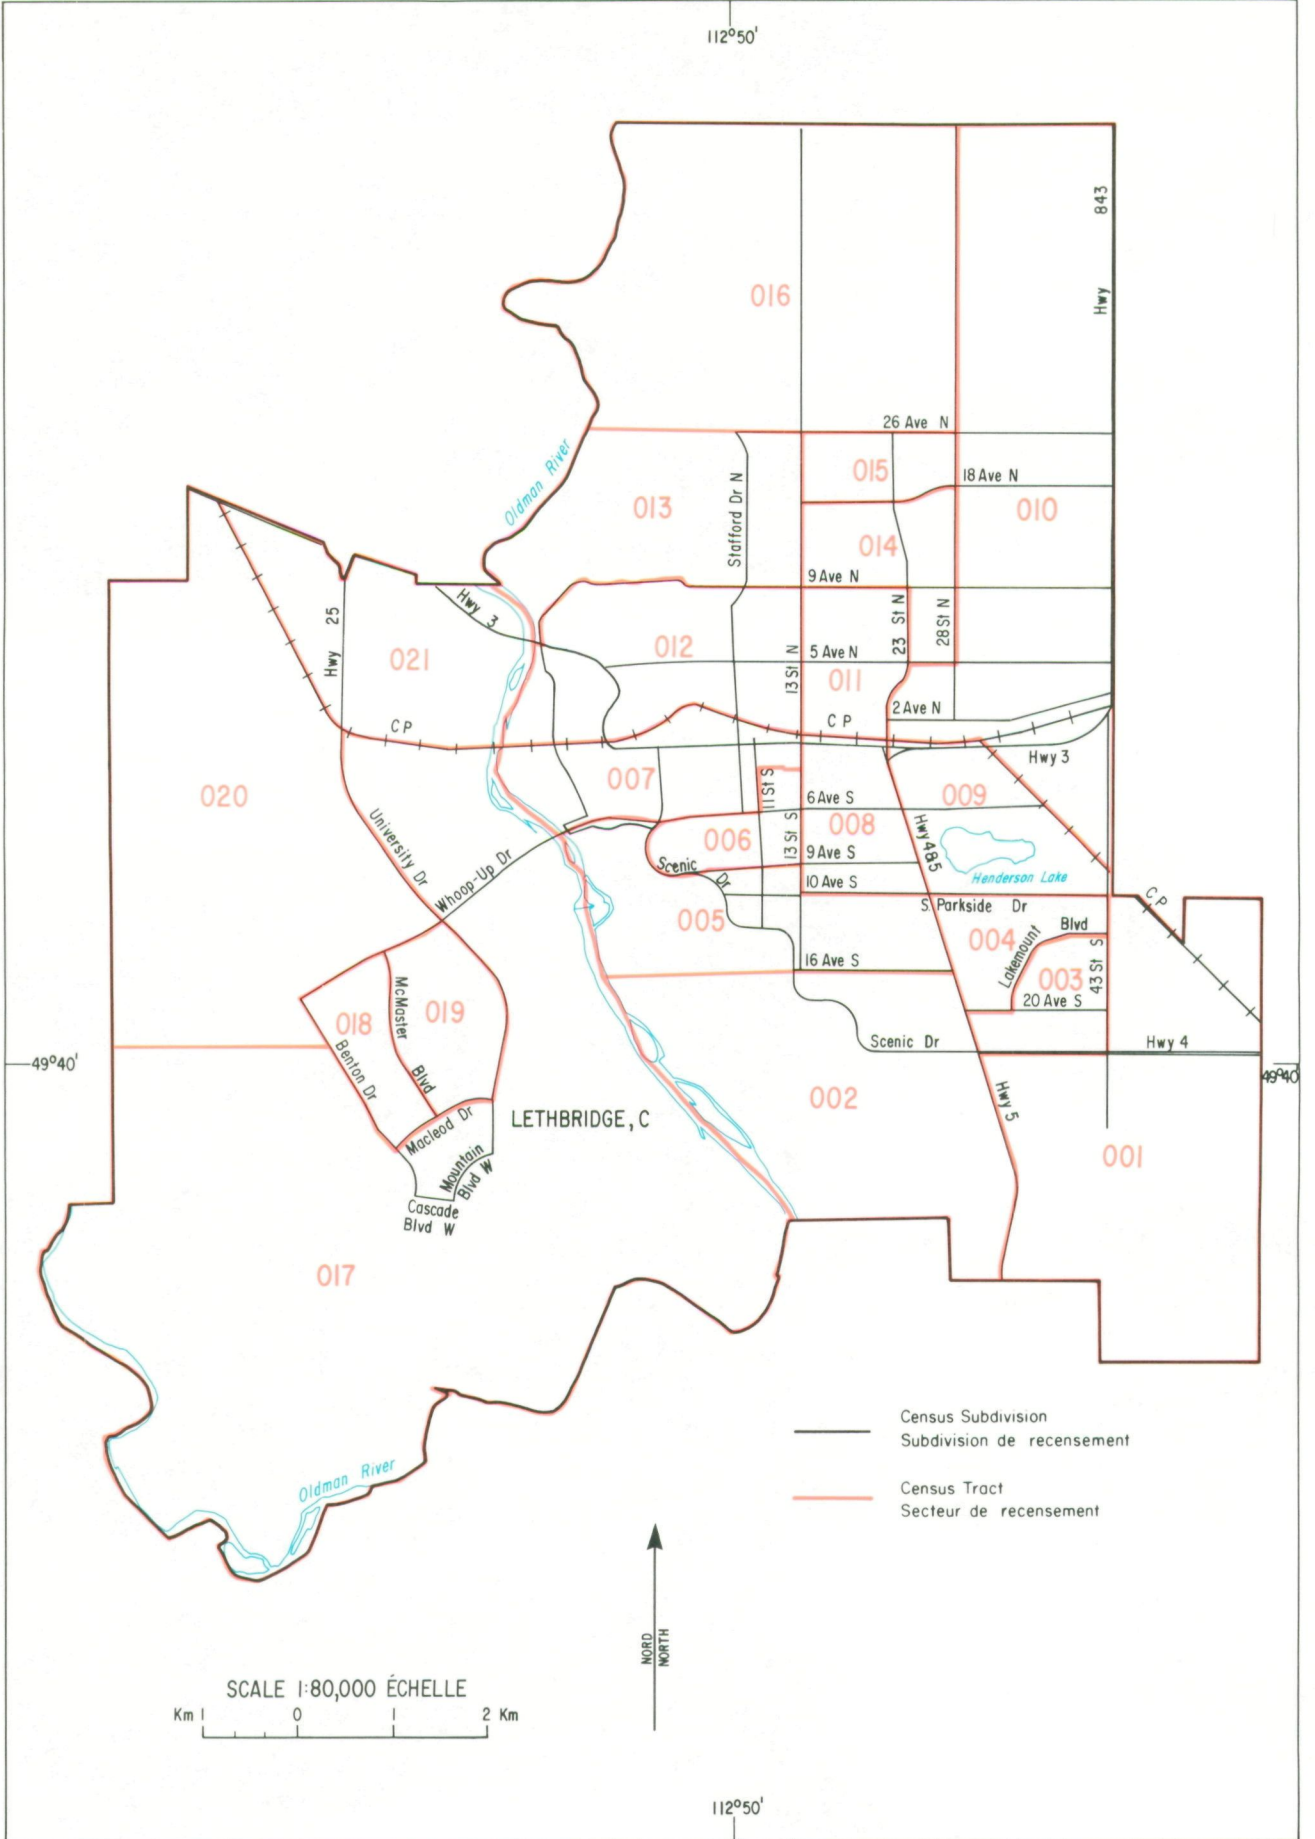 112°50'
843
Hwy
016
26 Ave N
Oldman River
015
18 Ave N
013
Stafford Dr N
010
014
9 Ave N
Hwy 3
Hwy 25
23 St N
28 St N
021
012
13 St N
5 Ave N
011
2 Ave N
C P
C P
Hwy 3
007
11 St S
020
6 Ave S
009
University Dr
006
13 St S
008
Hwy 4&5
9 Ave S
Whoop-Up Dr
Scenic Dr
10 Ave S
Henderson Lake
C P
S. Parkside Dr
005
004
Blvd
Lakemount
16 Ave S
003
43 St S
McMaster
Blvd
018
019
20 Ave S
Benton Dr
Scenic Dr
Hwy 4
49°40'
49°40'
002
Hwy 5
Macleod Dr
LETHBRIDGE, C
Mountain
Blvd W
001
Cascade
Blvd W
017
Oldman River
Census Subdivision
Subdivision de recensement
Census Tract
Secteur de recensement
NORD
NORTH
SCALE 1:80,000 ÉCHELLE
Km 1 0 1 2 Km
112°50'